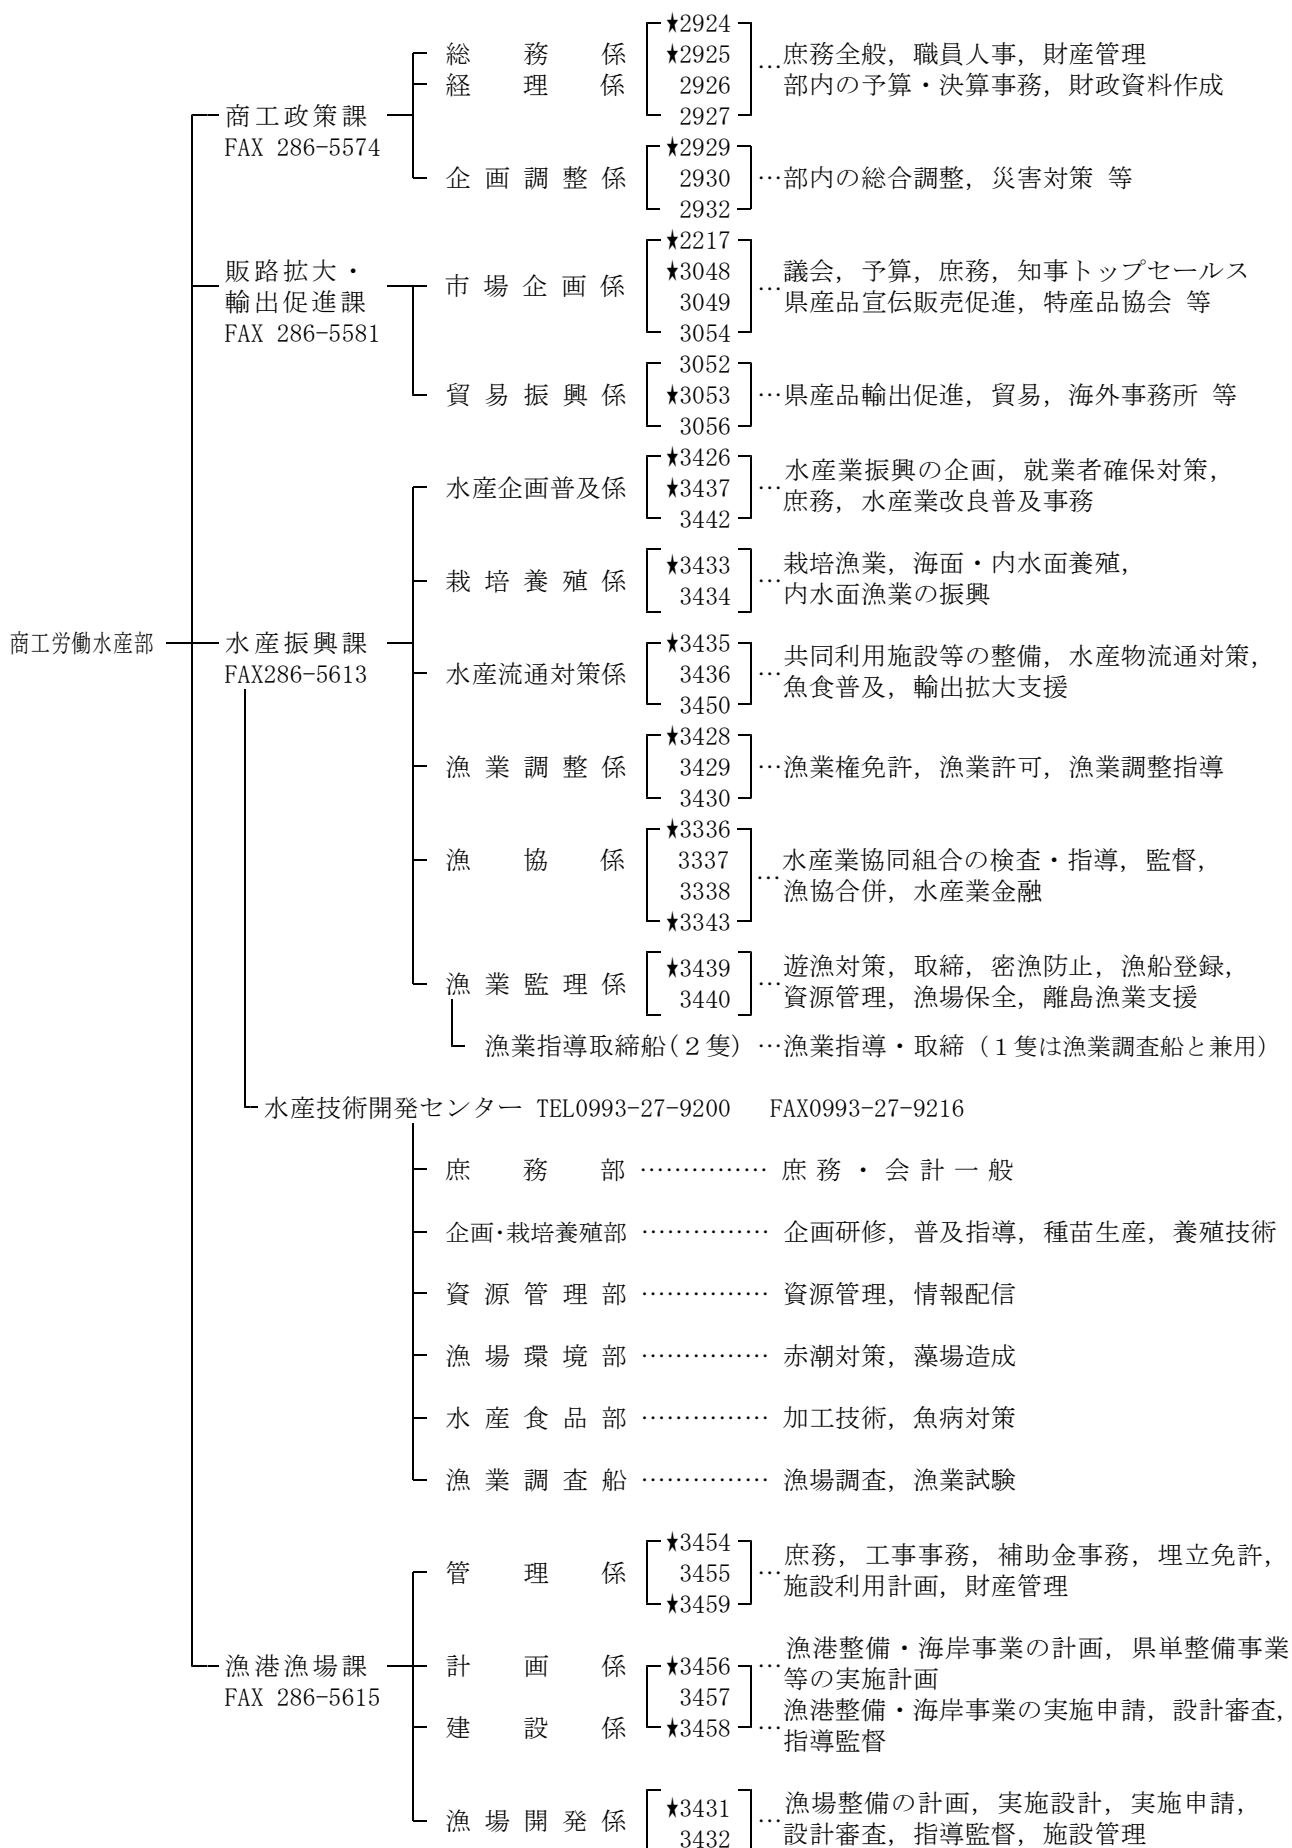 商工労働水産部
商工政策課
FAX 286-5574
総務係
経理係
★2924
★2925
2926
2927
…庶務全般，職員人事，財産管理
部内の予算・決算事務，財政資料作成
企画調整係
★2929
2930
2932
…部内の総合調整，災害対策 等
販路拡大・
輸出促進課
FAX 286-5581
市場企画係
★2217
★3048
3049
3054
…議会，予算，庶務，知事トップセールス
県産品宣伝販売促進，特産品協会 等
貿易振興係
3052
★3053
3056
…県産品輸出促進，貿易，海外事務所 等
水産振興課
FAX286-5613
水産企画普及係
★3426
★3437
3442
…水産業振興の企画，就業者確保対策，
庶務，水産業改良普及事務
栽培養殖係
★3433
3434
…栽培漁業，海面・内水面養殖，
内水面漁業の振興
水産流通対策係
★3435
3436
3450
…共同利用施設等の整備，水産物流通対策，
魚食普及，輸出拡大支援
漁業調整係
★3428
3429
3430
…漁業権免許，漁業許可，漁業調整指導
漁協係
★3336
3337
3338
★3343
…水産業協同組合の検査・指導，監督，
漁協合併，水産業金融
漁業監理係
★3439
3440
…遊漁対策，取締，密漁防止，漁船登録，
資源管理，漁場保全，離島漁業支援
漁業指導取締船(２隻) …漁業指導・取締（１隻は漁業調査船と兼用）
水産技術開発センター TEL0993-27-9200 FAX0993-27-9216
庶務部 …………… 庶務・会計一般
企画・栽培養殖部 …………… 企画研修，普及指導，種苗生産，養殖技術
資源管理部 …………… 資源管理，情報配信
漁場環境部 …………… 赤潮対策，藻場造成
水産食品部 …………… 加工技術，魚病対策
漁業調査船 …………… 漁場調査，漁業試験
漁港漁場課
FAX 286-5615
管理係
★3454
3455
★3459
…庶務，工事事務，補助金事務，埋立免許，
施設利用計画，財産管理
計画係
建設係
★3456
3457
★3458
…漁港整備・海岸事業の計画，県単整備事業
等の実施計画
…漁港整備・海岸事業の実施申請，設計審査，
指導監督
漁場開発係
★3431
3432
…漁場整備の計画，実施設計，実施申請，
設計審査，指導監督，施設管理